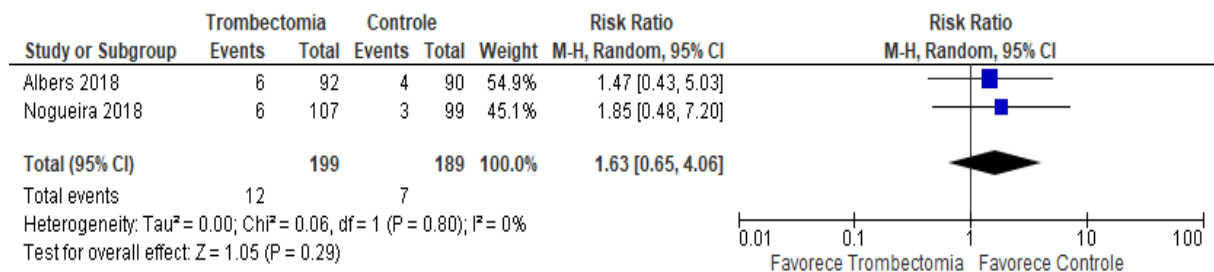 Trombectomia Controle Risk Ratio Risk Ratio
Study or Subgroup Events Total Events Total Weight M-H, Random, 95% CI M-H, Random, 95% CI
Albers 2018 6 92 4 90 54.9% 1.47 [0.43, 5.03]
Nogueira 2018 6 107 3 99 45.1% 1.85 [0.48, 7.20]
Total (95% CI) 199 189 100.0% 1.63 [0.65, 4.06]
Total events 12 7
Heterogeneity: Tau² = 0.00; Chi² = 0.06, df = 1 (P = 0.80); I² = 0%
Test for overall effect: Z = 1.05 (P = 0.29)
0.01 0.1 1 10 100
Favorece Trombectomia Favorece Controle